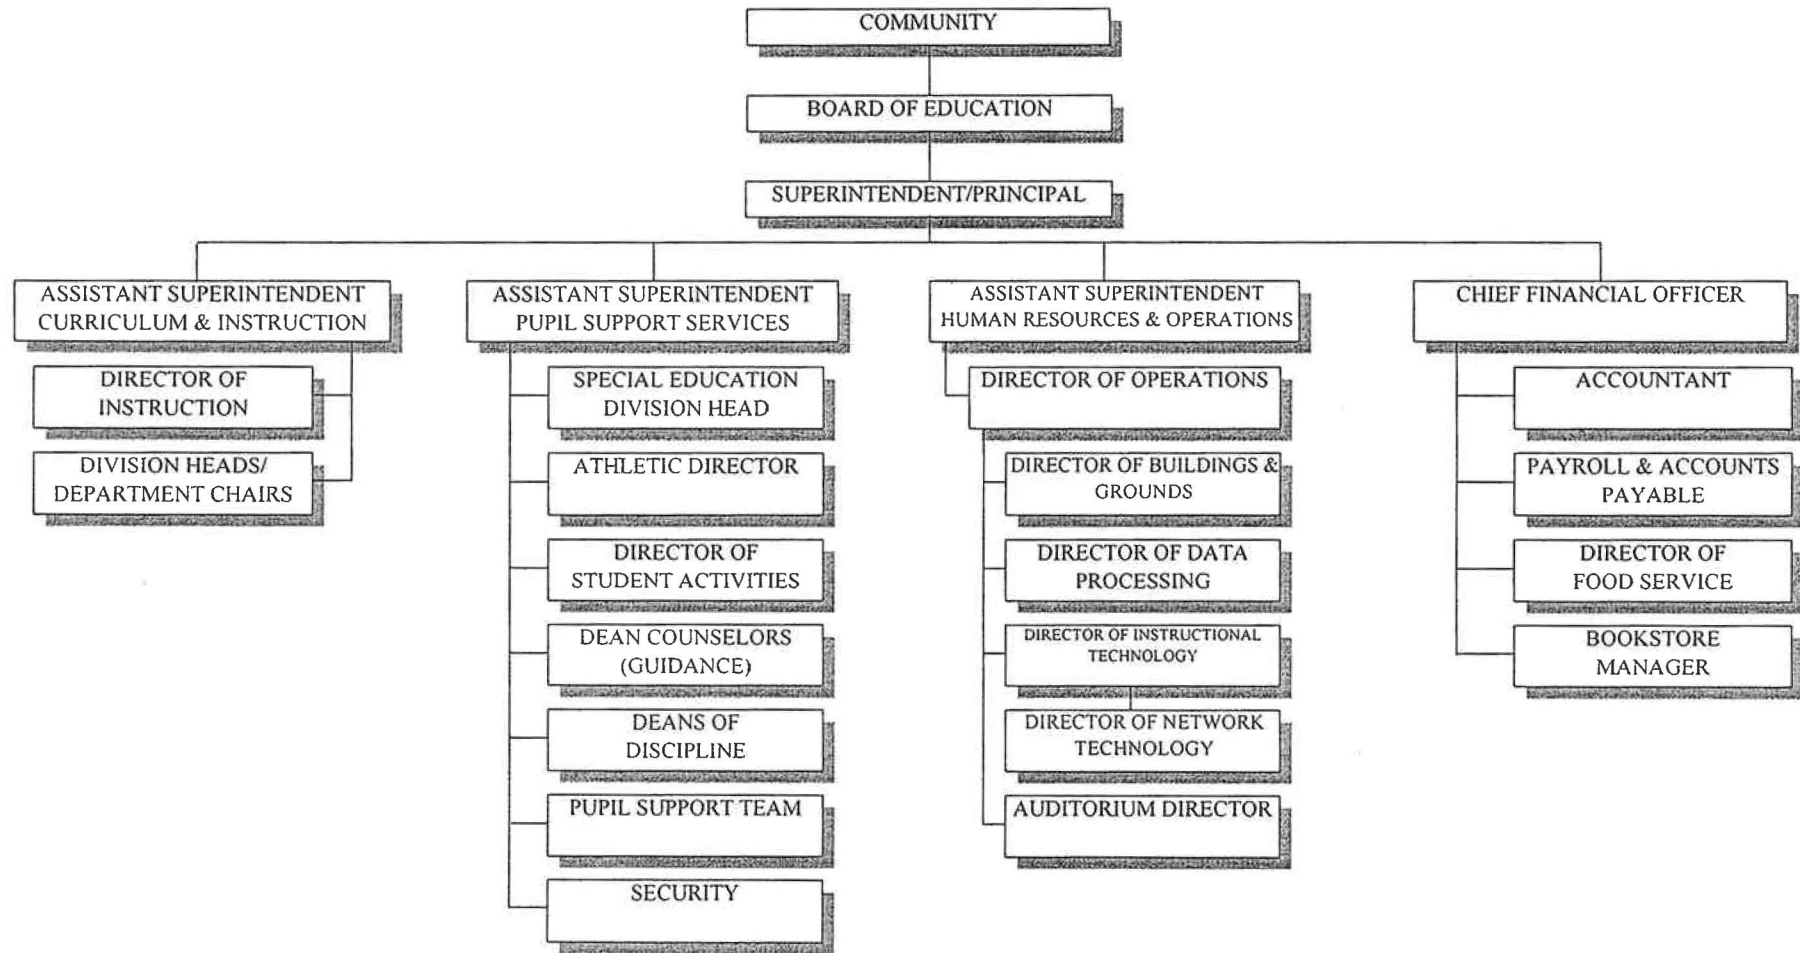 COMMUNITY
BOARD OF EDUCATION
SUPERINTENDENT/PRINCIPAL
ASSISTANT SUPERINTENDENT
CURRICULUM & INSTRUCTION
DIRECTOR OF
INSTRUCTION
DIVISION HEADS/
DEPARTMENT CHAIRS
ASSISTANT SUPERINTENDENT
PUPIL SUPPORT SERVICES
SPECIAL EDUCATION
DIVISION HEAD
ATHLETIC DIRECTOR
DIRECTOR OF
STUDENT ACTIVITIES
DEAN COUNSELORS
(GUIDANCE)
DEANS OF
DISCIPLINE
PUPIL SUPPORT TEAM
SECURITY
ASSISTANT SUPERINTENDENT
HUMAN RESOURCES & OPERATIONS
DIRECTOR OF OPERATIONS
DIRECTOR OF BUILDINGS &
GROUNDS
DIRECTOR OF DATA
PROCESSING
DIRECTOR OF INSTRUCTIONAL
TECHNOLOGY
DIRECTOR OF NETWORK
TECHNOLOGY
AUDITORIUM DIRECTOR
CHIEF FINANCIAL OFFICER
ACCOUNTANT
PAYROLL & ACCOUNTS
PAYABLE
DIRECTOR OF
FOOD SERVICE
BOOKSTORE
MANAGER